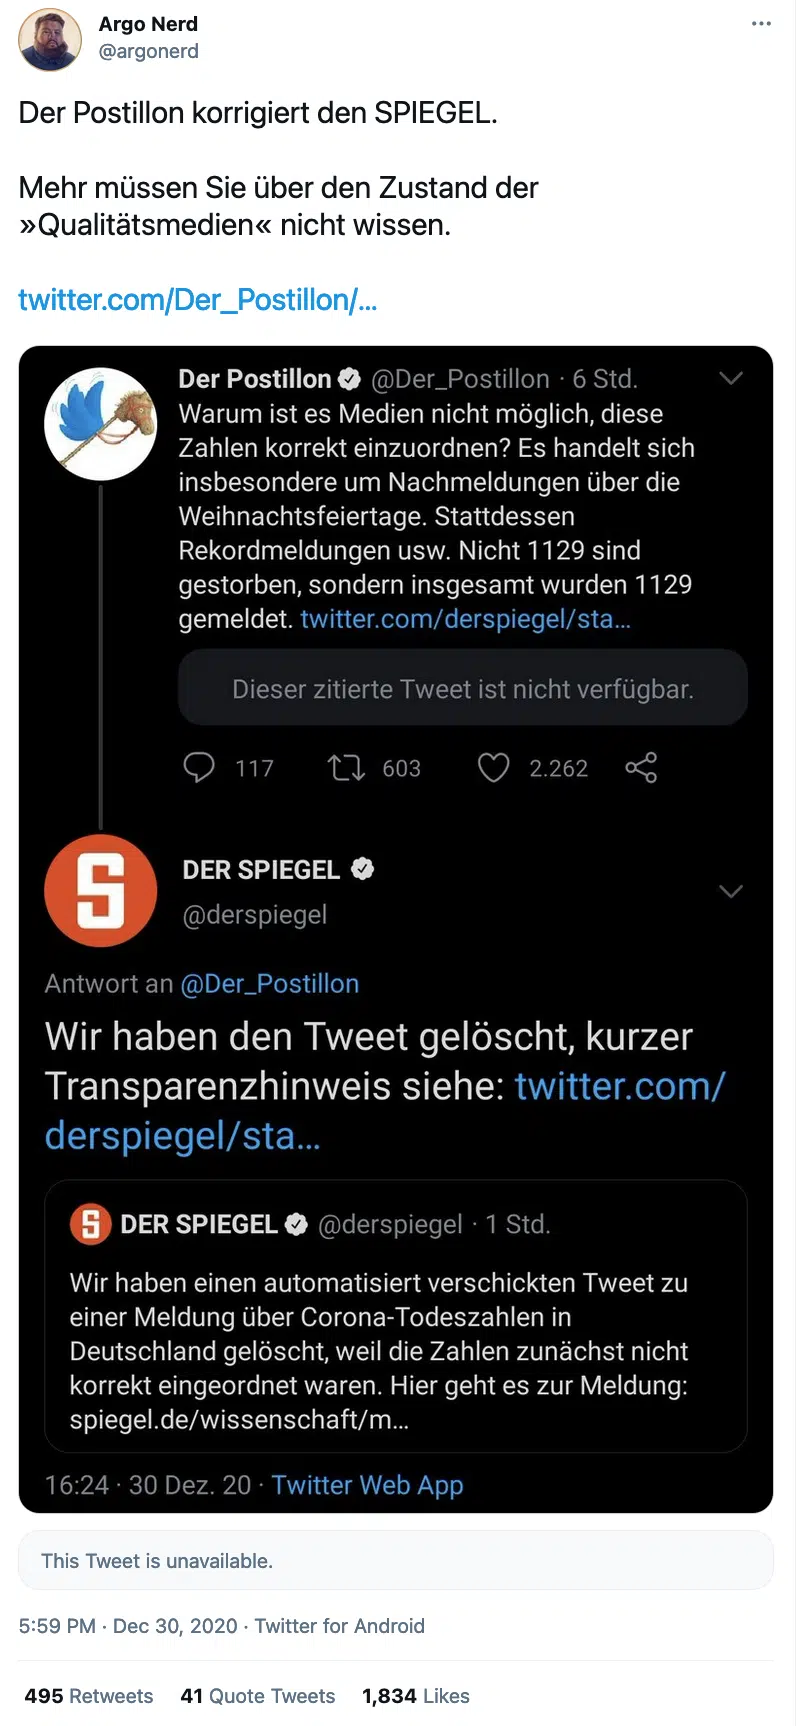 Argo Nerd
@argonerd
Der Postillon korrigiert den SPIEGEL.
Mehr müssen Sie über den Zustand der
»Qualitätsmedien« nicht wissen.
twitter.com/Der_Postillon/...
Der Postillon @Der_Postillon · 6 Std.
Warum ist es Medien nicht möglich, diese
Zahlen korrekt einzuordnen? Es handelt sich
insbesondere um Nachmeldungen über die
Weihnachtsfeiertage. Stattdessen
Rekordmeldungen usw. Nicht 1129 sind
gestorben, sondern insgesamt wurden 1129
gemeldet. twitter.com/derspiegel/sta...
Dieser zitierte Tweet ist nicht verfügbar.
117 603 2.262
S
DER SPIEGEL
@derspiegel
Antwort an @Der_Postillon
Wir haben den Tweet gelöscht, kurzer
Transparenzhinweis siehe: twitter.com/
derspiegel/sta...
S DER SPIEGEL @derspiegel · 1 Std.
Wir haben einen automatisiert verschickten Tweet zu
einer Meldung über Corona-Todeszahlen in
Deutschland gelöscht, weil die Zahlen zunächst nicht
korrekt eingeordnet waren. Hier geht es zur Meldung:
spiegel.de/wissenschaft/m...
16:24 · 30 Dez. 20 · Twitter Web App
This Tweet is unavailable.
5:59 PM · Dec 30, 2020 · Twitter for Android
495 Retweets 41 Quote Tweets 1,834 Likes